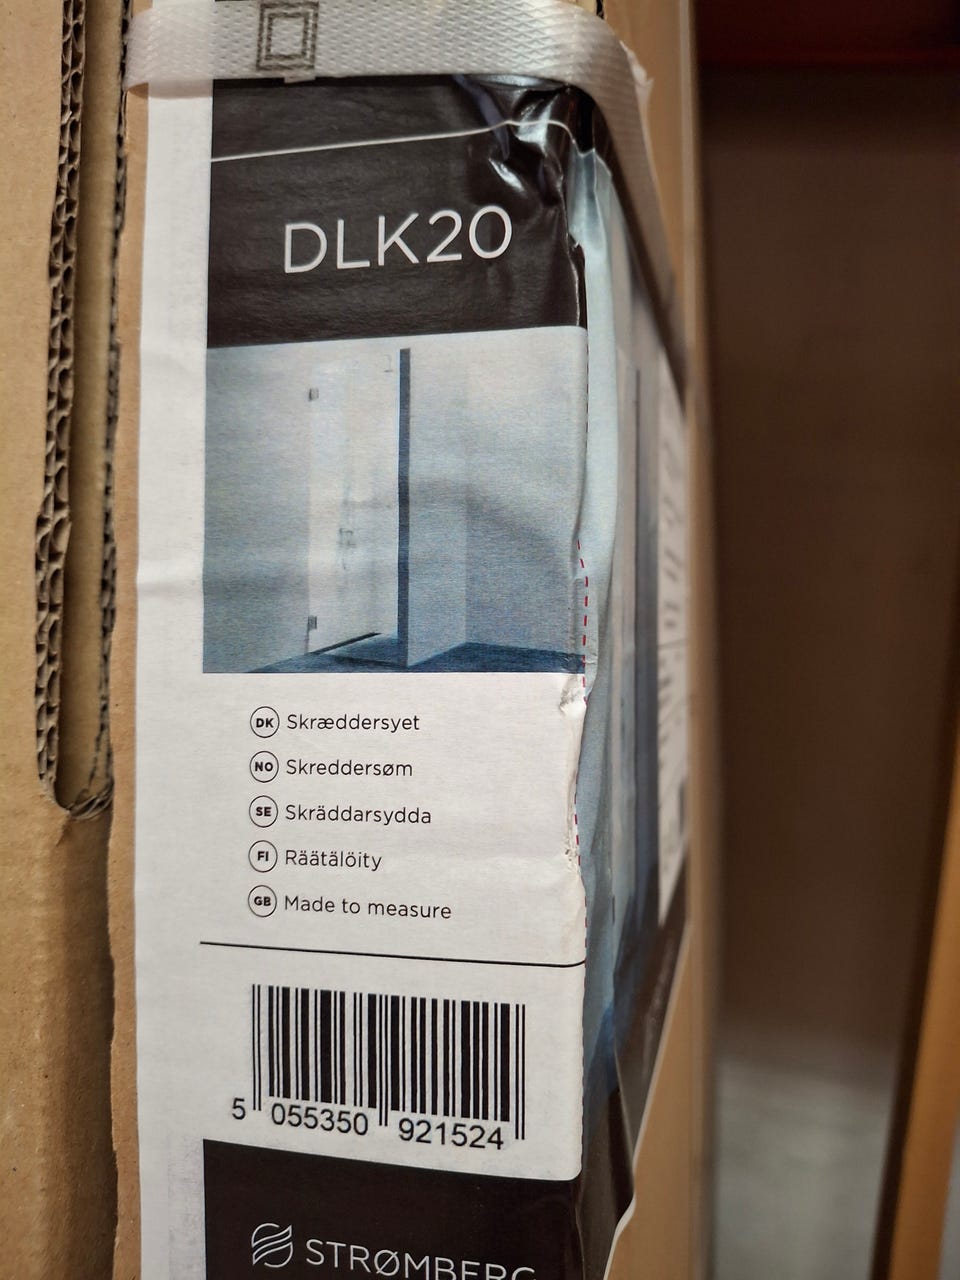 DLK20
DK Skræddersyet
NO Skreddersøm
SE Skräddarsydda
FI Räätälöity
GB Made to measure
5 055350 921524
STRØMBERG